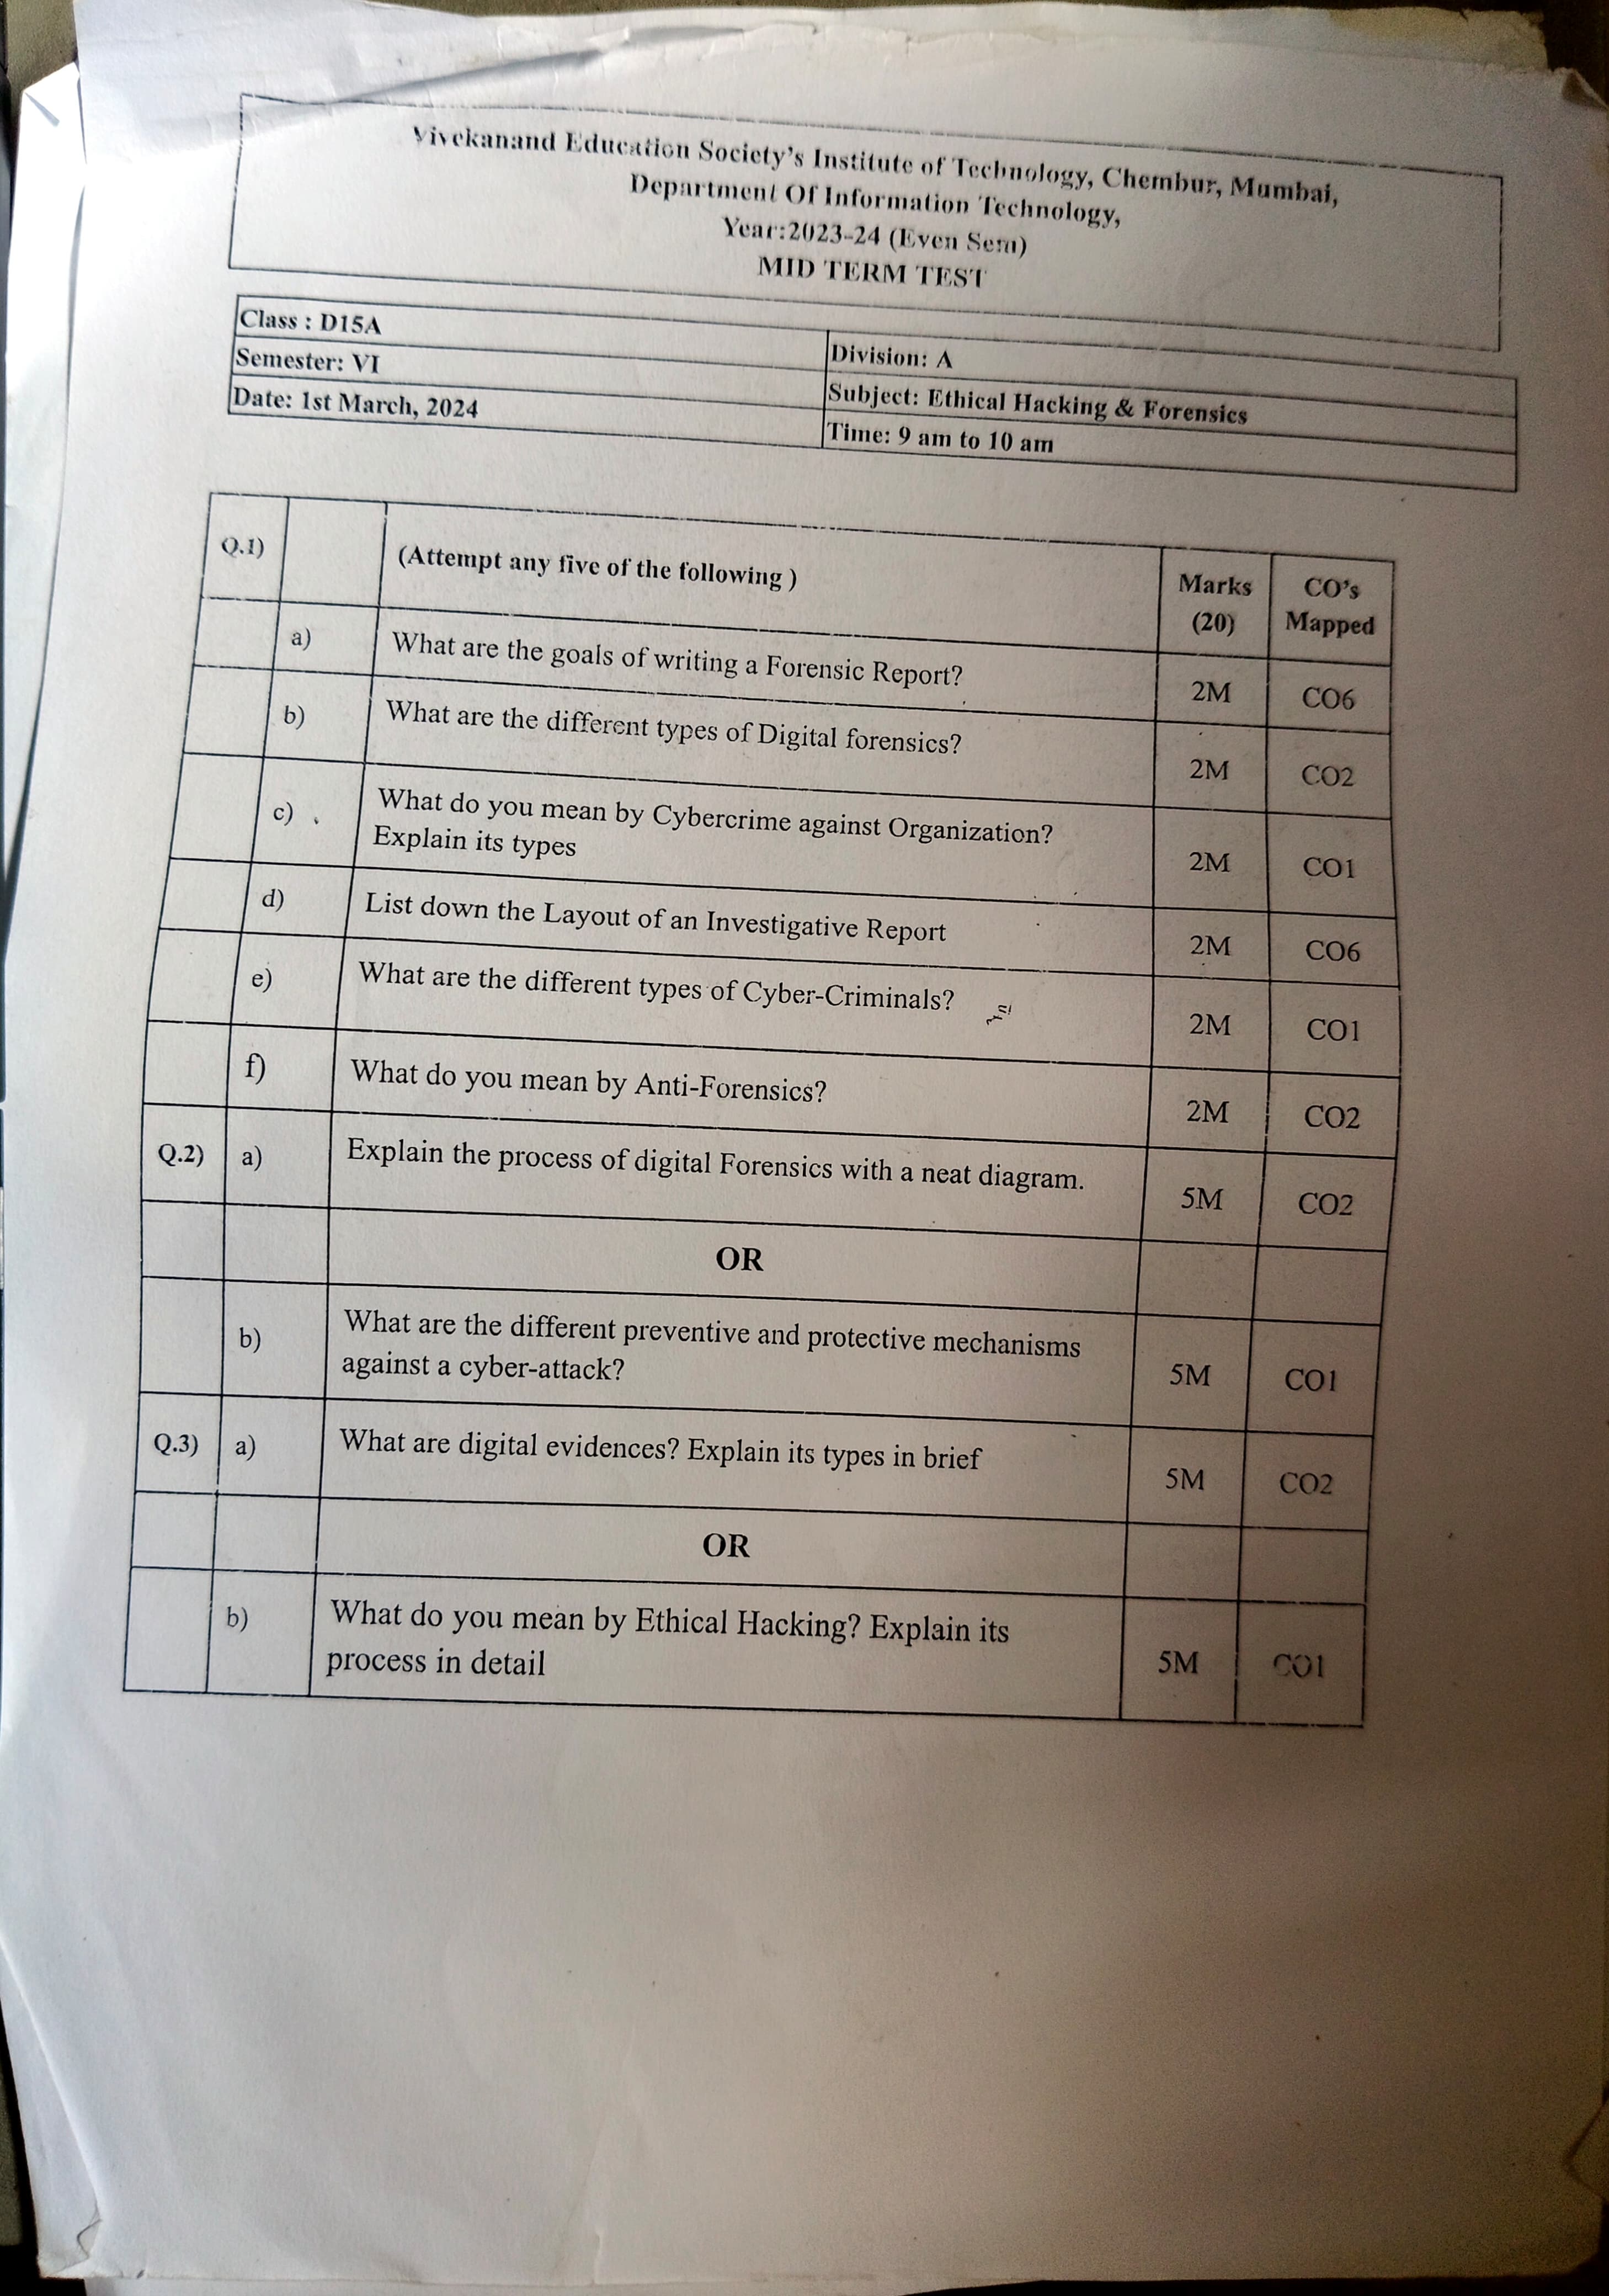 Vivekanand Education Society's Institute of Technology, Chembur, Mumbai,
Department Of Information Technology,
Year:2023-24 (Even Sem)
MID TERM TEST
Class : D15A
Division: A
Semester: VI
Subject: Ethical Hacking & Forensics
Date: 1st March, 2024
Time: 9 am to 10 am
Q.1) (Attempt any five of the following ) Marks (20) CO's Mapped
a) What are the goals of writing a Forensic Report? 2M CO6
b) What are the different types of Digital forensics? 2M CO2
c) What do you mean by Cybercrime against Organization?
Explain its types 2M CO1
d) List down the Layout of an Investigative Report 2M CO6
e) What are the different types of Cyber-Criminals? 2M CO1
f) What do you mean by Anti-Forensics? 2M CO2
Q.2) a) Explain the process of digital Forensics with a neat diagram. 5M CO2
OR
b) What are the different preventive and protective mechanisms
against a cyber-attack? 5M CO1
Q.3) a) What are digital evidences? Explain its types in brief 5M CO2
OR
b) What do you mean by Ethical Hacking? Explain its
process in detail 5M CO1